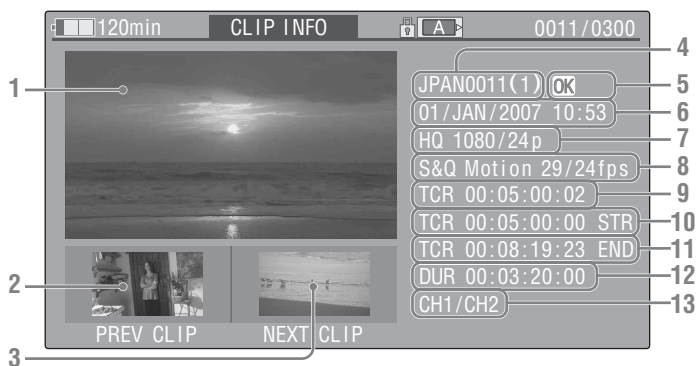 120min CLIP INFO A 0011/0300
1
4
JPAN0011(1) OK 5
01/JAN/2007 10:53 6
HQ 1080/24p 7
S&Q Motion 29/24fps 8
TCR 00:05:00:02 9
TCR 00:05:00:00 STR 10
TCR 00:08:19:23 END 11
DUR 00:03:20:00 12
CH1/CH2 13
2
PREV CLIP NEXT CLIP
3